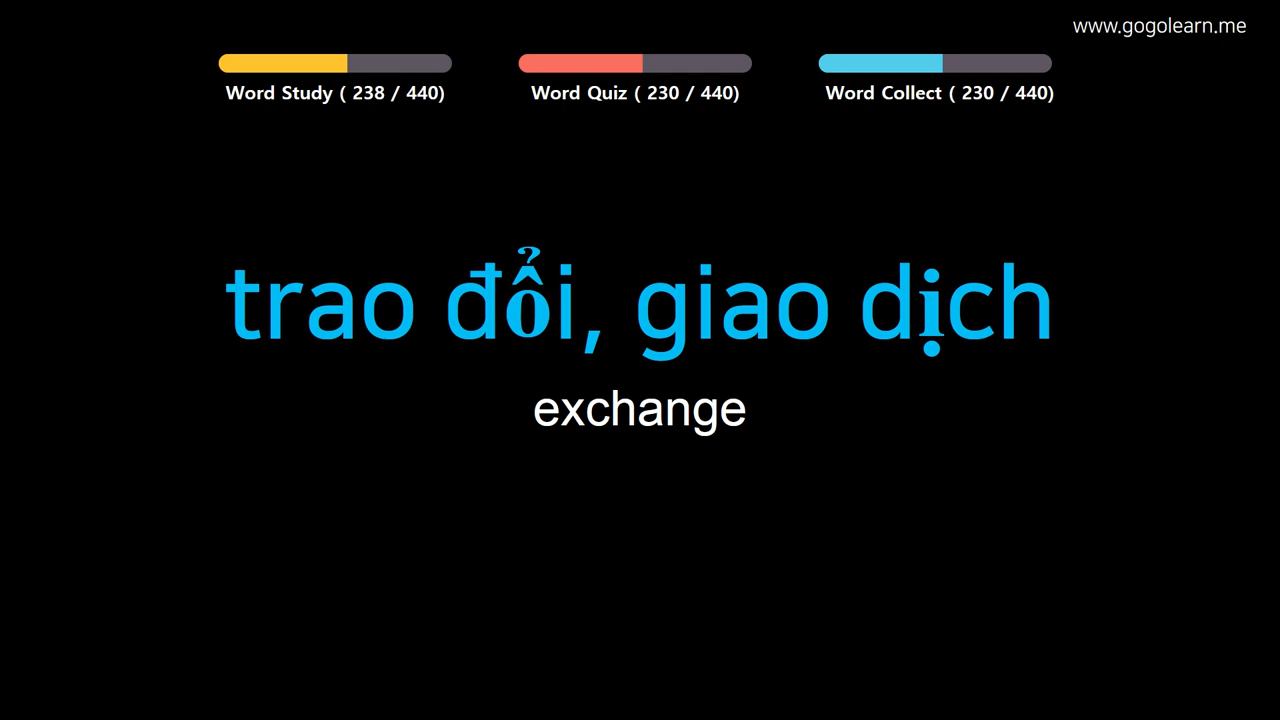 www.gogolearn.me
Word Study ( 238 / 440)
Word Quiz ( 230 / 440)
Word Collect ( 230 / 440)
trao đổi, giao dịch
exchange